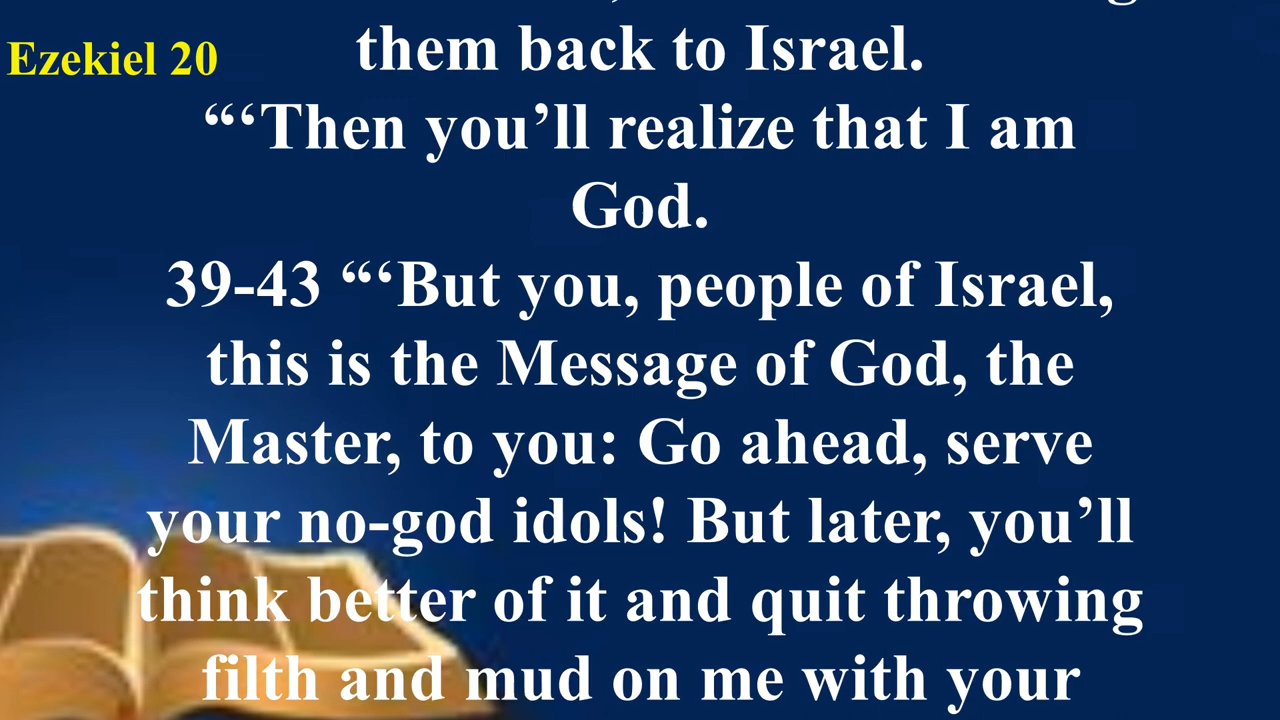 Ezekiel 20
them back to Israel.
“‘Then you’ll realize that I am
God.
39-43 “‘But you, people of Israel,
this is the Message of God, the
Master, to you: Go ahead, serve
your no-god idols! But later, you’ll
think better of it and quit throwing
filth and mud on me with your